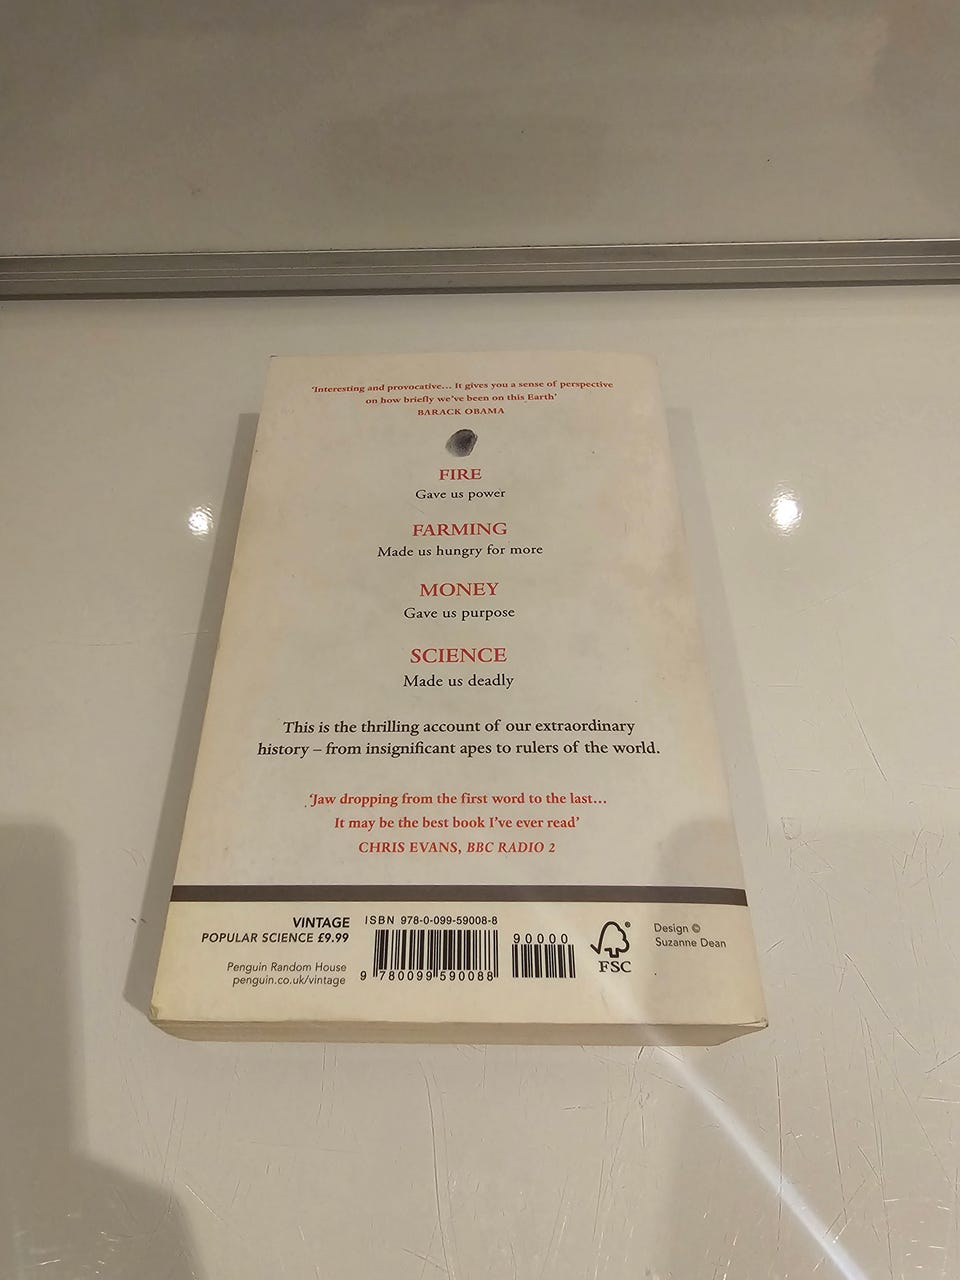 ‘Interesting and provocative... It gives you a sense of perspective
on how briefly we’ve been on this Earth’
BARACK OBAMA
FIRE
Gave us power
FARMING
Made us hungry for more
MONEY
Gave us purpose
SCIENCE
Made us deadly
This is the thrilling account of our extraordinary
history – from insignificant apes to rulers of the world.
‘Jaw dropping from the first word to the last...
It may be the best book I’ve ever read’
CHRIS EVANS, BBC RADIO 2
VINTAGE
POPULAR SCIENCE £9.99
Penguin Random House
penguin.co.uk/vintage
ISBN 978-0-099-59008-8
90000
9 780099 590088
FSC
Design ©
Suzanne Dean